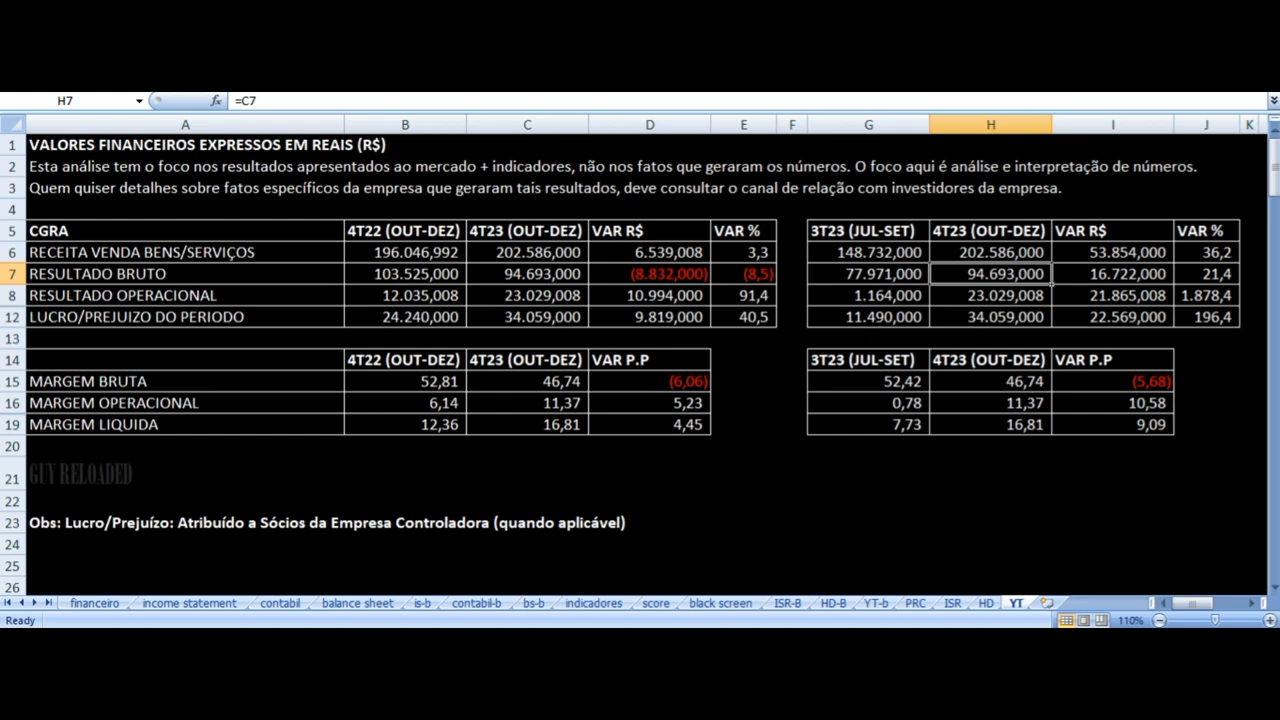 H7 fx =C7
A B C D E F G H I J K
1 VALORES FINANCEIROS EXPRESSOS EM REAIS (R$)
2 Esta análise tem o foco nos resultados apresentados ao mercado + indicadores, não nos fatos que geraram os números. O foco aqui é análise e interpretação de números.
3 Quem quiser detalhes sobre fatos específicos da empresa que geraram tais resultados, deve consultar o canal de relação com investidores da empresa.
4
5 CGRA 4T22 (OUT-DEZ) 4T23 (OUT-DEZ) VAR R$ VAR % 3T23 (JUL-SET) 4T23 (OUT-DEZ) VAR R$ VAR %
6 RECEITA VENDA BENS/SERVIÇOS 196.046,992 202.586,000 6.539,008 3,3 148.732,000 202.586,000 53.854,000 36,2
7 RESULTADO BRUTO 103.525,000 94.693,000 (8.832,000) (8,5) 77.971,000 94.693,000 16.722,000 21,4
8 RESULTADO OPERACIONAL 12.035,008 23.029,008 10.994,000 91,4 1.164,000 23.029,008 21.865,008 1.878,4
12 LUCRO/PREJUIZO DO PERIODO 24.240,000 34.059,000 9.819,000 40,5 11.490,000 34.059,000 22.569,000 196,4
13
14 4T22 (OUT-DEZ) 4T23 (OUT-DEZ) VAR P.P 3T23 (JUL-SET) 4T23 (OUT-DEZ) VAR P.P
15 MARGEM BRUTA 52,81 46,74 (6,06) 52,42 46,74 (5,68)
16 MARGEM OPERACIONAL 6,14 11,37 5,23 0,78 11,37 10,58
19 MARGEM LIQUIDA 12,36 16,81 4,45 7,73 16,81 9,09
20
21 GUY RELOADED
22
23 Obs: Lucro/Prejuízo: Atribuído a Sócios da Empresa Controladora (quando aplicável)
24
25
26
financeiro income statement contabil balance sheet is-b contabil-b bs-b indicadores score black screen ISR-B HD-B YT-b PRC ISR HD YT
Ready 110%